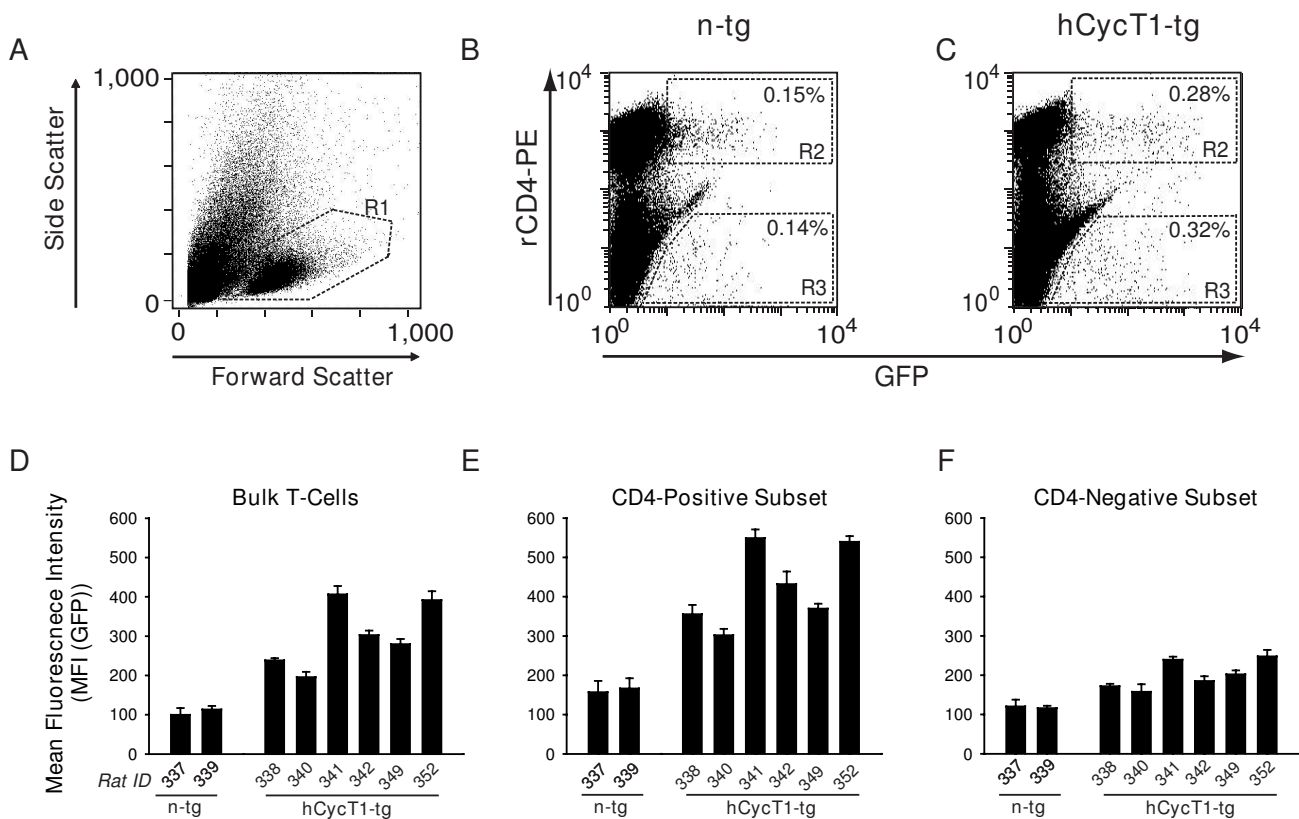 A
1,000
Side Scatter
0
R1
0
1,000
Forward Scatter
B
n-tg
10^4
rCD4-PE
10^0
0.15%
R2
0.14%
R3
10^0
10^4
C
hCycT1-tg
10^4
10^0
0.28%
R2
0.32%
R3
10^0
10^4
GFP
D
Bulk T-Cells
Mean Fluorescnece Intensity
(MFI (GFP))
600
500
400
300
200
100
0
Rat ID
337
339
338
340
341
342
349
352
n-tg
hCycT1-tg
E
CD4-Positive Subset
600
500
400
300
200
100
0
337
339
338
340
341
342
349
352
n-tg
hCycT1-tg
F
CD4-Negative Subset
600
500
400
300
200
100
0
337
339
338
340
341
342
349
352
n-tg
hCycT1-tg